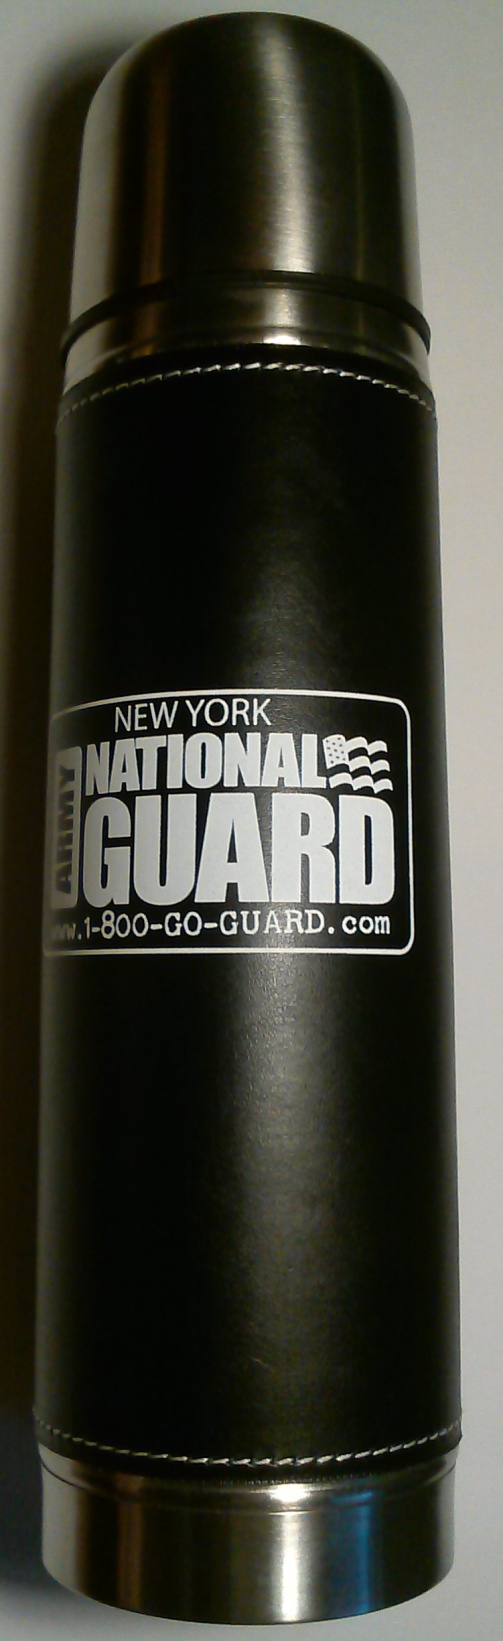 NEW YORK
ARMY
NATIONAL
GUARD
www.1-800-GO-GUARD.com